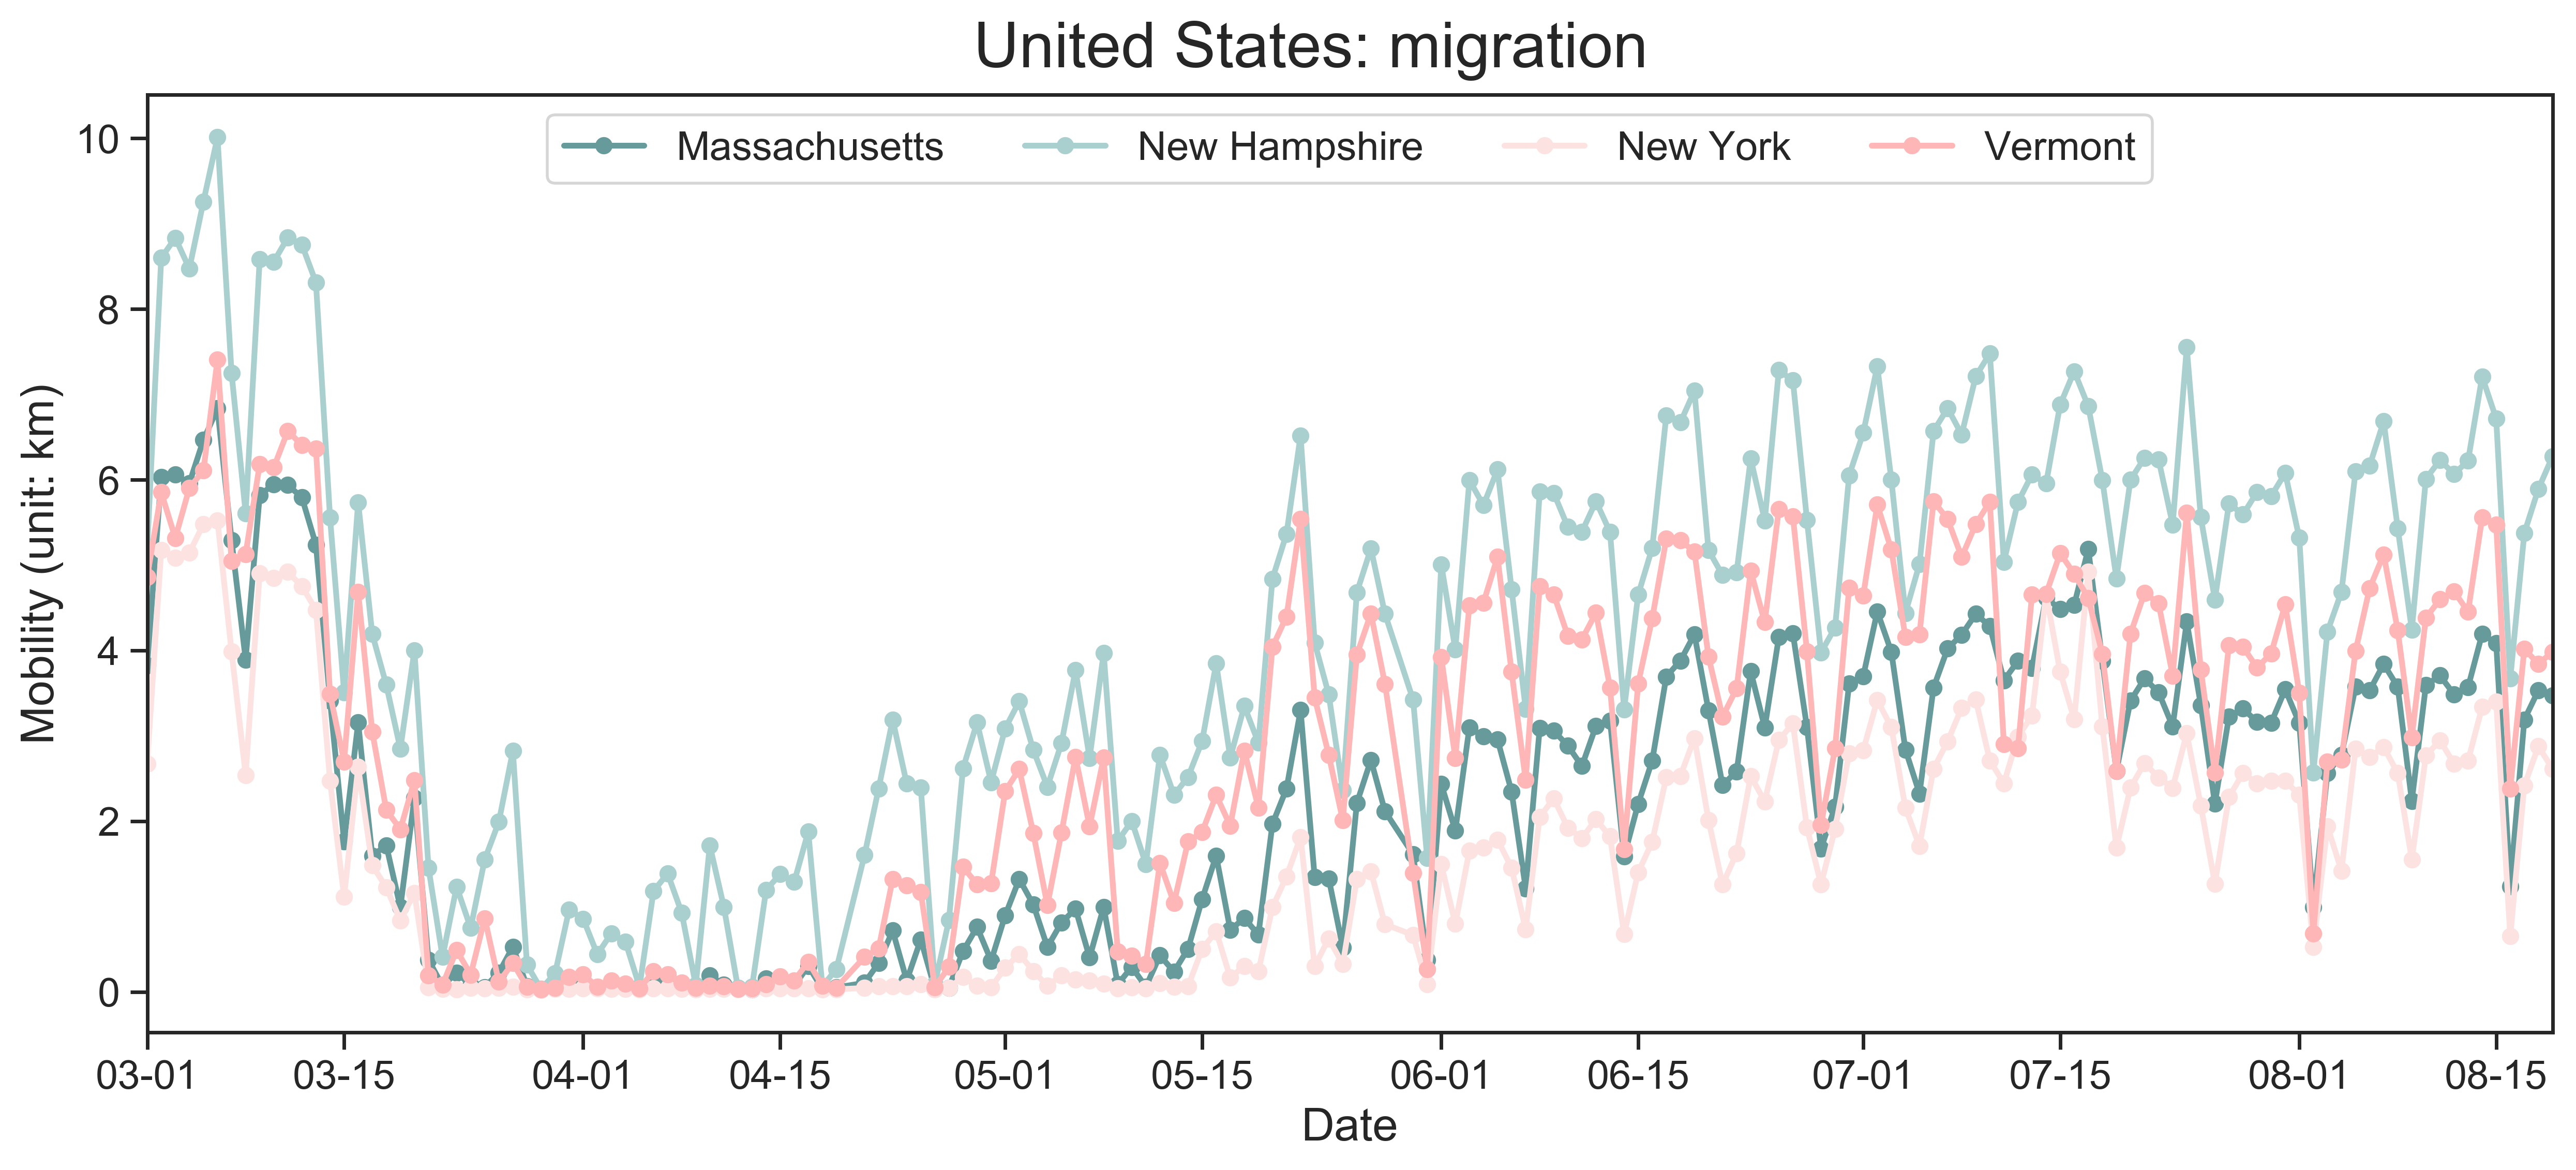 United States: migration
Massachusetts New Hampshire New York Vermont
Mobility (unit: km)
10
8
6
4
2
0
03-01 03-15 04-01 04-15 05-01 05-15 06-01 06-15 07-01 07-15 08-01 08-15
Date